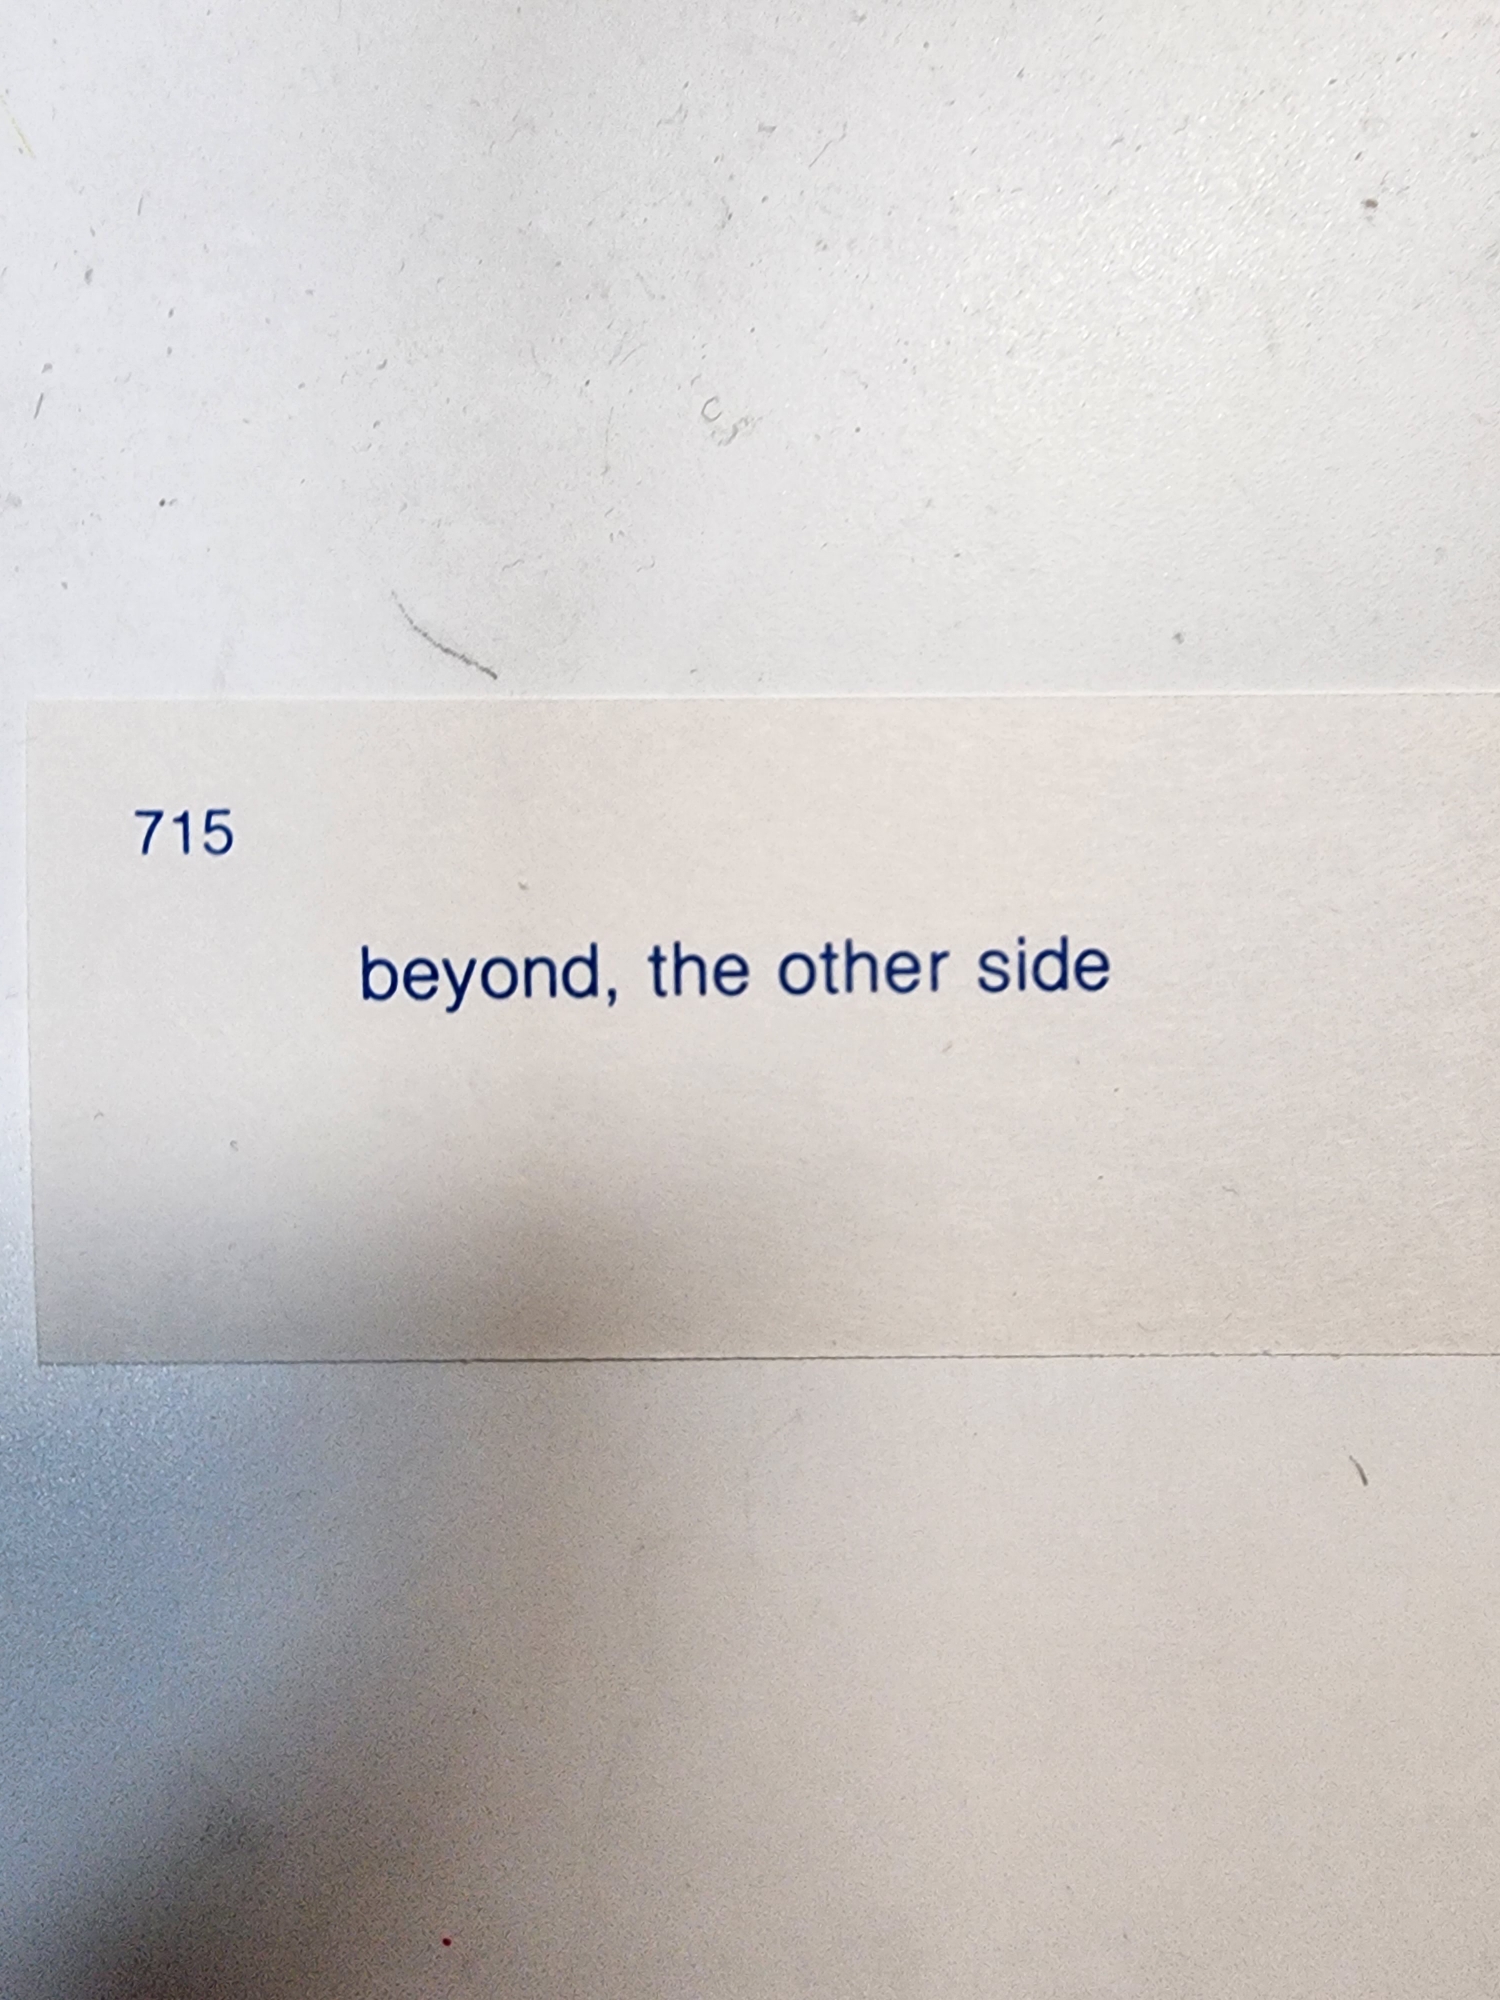 715
beyond, the other side